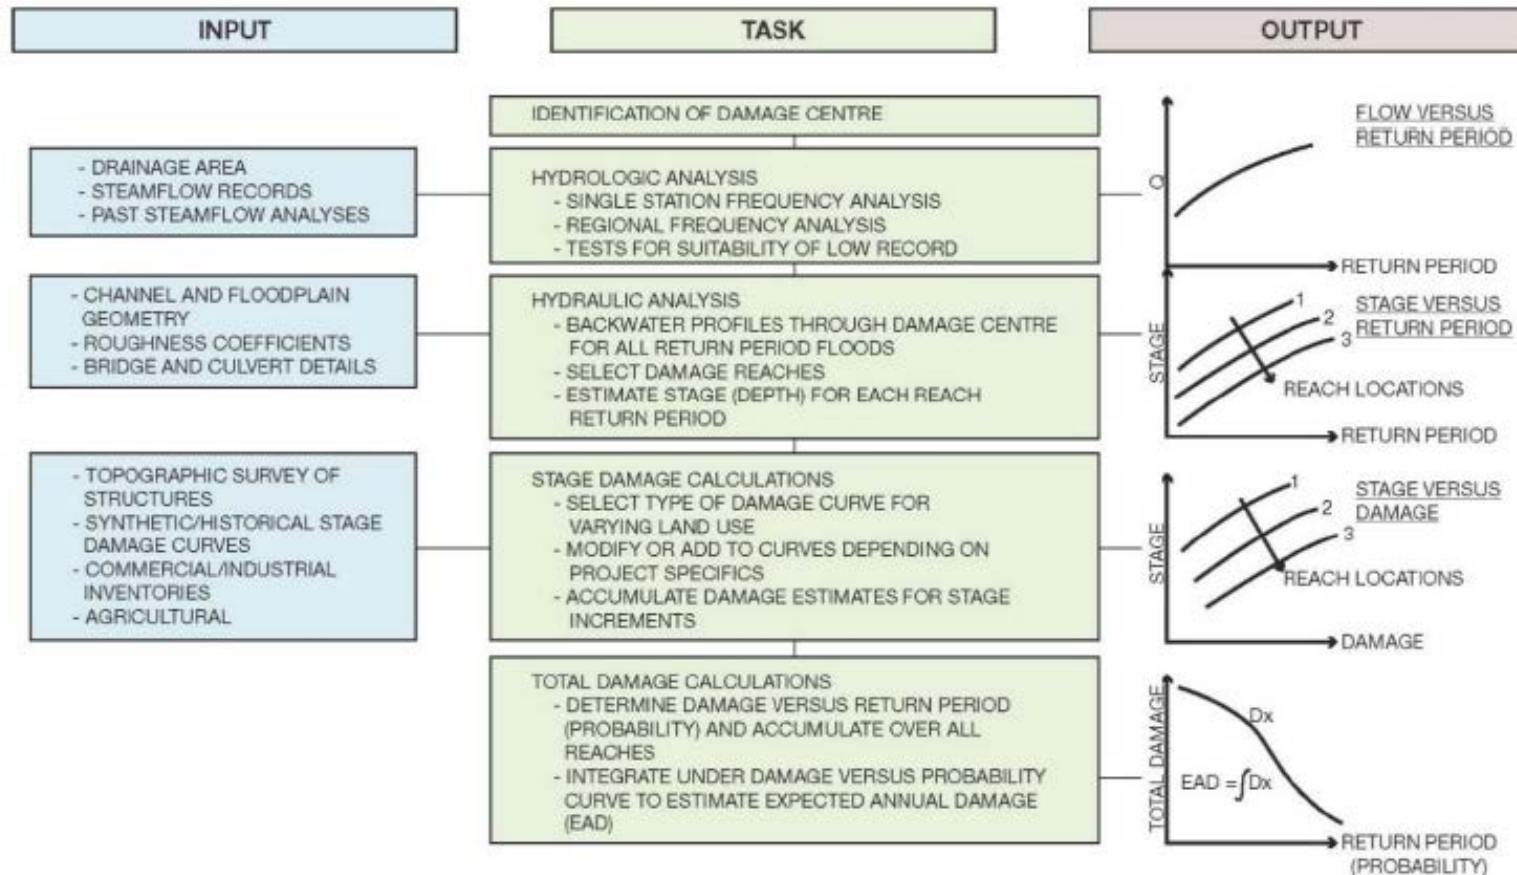 INPUT
TASK
OUTPUT
IDENTIFICATION OF DAMAGE CENTRE
- DRAINAGE AREA
- STEAMFLOW RECORDS
- PAST STEAMFLOW ANALYSES
HYDROLOGIC ANALYSIS
- SINGLE STATION FREQUENCY ANALYSIS
- REGIONAL FREQUENCY ANALYSIS
- TESTS FOR SUITABILITY OF LOW RECORD
FLOW VERSUS
RETURN PERIOD
Q
RETURN PERIOD
- CHANNEL AND FLOODPLAIN
GEOMETRY
- ROUGHNESS COEFFICIENTS
- BRIDGE AND CULVERT DETAILS
HYDRAULIC ANALYSIS
- BACKWATER PROFILES THROUGH DAMAGE CENTRE
FOR ALL RETURN PERIOD FLOODS
- SELECT DAMAGE REACHES
- ESTIMATE STAGE (DEPTH) FOR EACH REACH
RETURN PERIOD
STAGE VERSUS
RETURN PERIOD
1
2
3
STAGE
REACH LOCATIONS
RETURN PERIOD
- TOPOGRAPHIC SURVEY OF
STRUCTURES
- SYNTHETIC/HISTORICAL STAGE
DAMAGE CURVES
- COMMERCIAL/INDUSTRIAL
INVENTORIES
- AGRICULTURAL
STAGE DAMAGE CALCULATIONS
- SELECT TYPE OF DAMAGE CURVE FOR
VARYING LAND USE
- MODIFY OR ADD TO CURVES DEPENDING ON
PROJECT SPECIFICS
- ACCUMULATE DAMAGE ESTIMATES FOR STAGE
INCREMENTS
STAGE VERSUS
DAMAGE
1
2
3
STAGE
REACH LOCATIONS
DAMAGE
TOTAL DAMAGE CALCULATIONS
- DETERMINE DAMAGE VERSUS RETURN PERIOD
(PROBABILITY) AND ACCUMULATE OVER ALL
REACHES
- INTEGRATE UNDER DAMAGE VERSUS PROBABILITY
CURVE TO ESTIMATE EXPECTED ANNUAL DAMAGE
(EAD)
TOTAL DAMAGE
Dx
EAD = ∫Dx
RETURN PERIOD
(PROBABILITY)